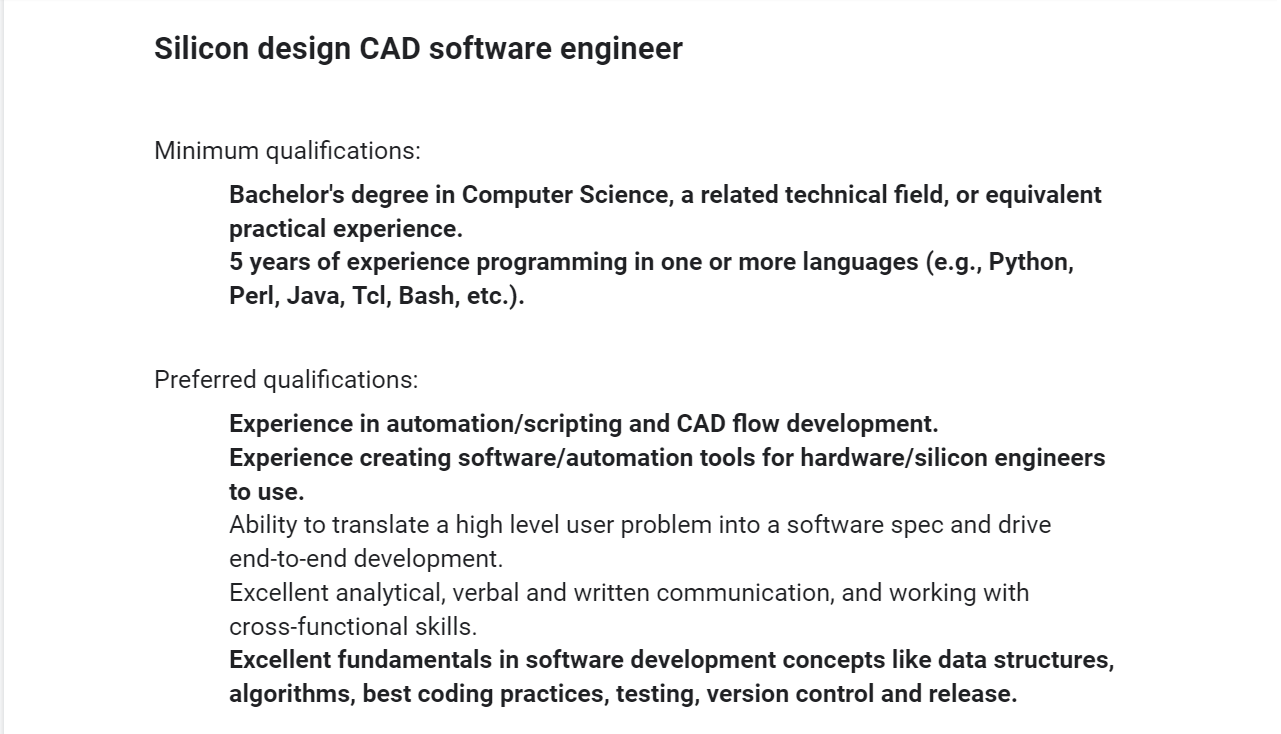 Silicon design CAD software engineer
Minimum qualifications:
Bachelor's degree in Computer Science, a related technical field, or equivalent
practical experience.
5 years of experience programming in one or more languages (e.g., Python,
Perl, Java, Tcl, Bash, etc.).
Preferred qualifications:
Experience in automation/scripting and CAD flow development.
Experience creating software/automation tools for hardware/silicon engineers
to use.
Ability to translate a high level user problem into a software spec and drive
end-to-end development.
Excellent analytical, verbal and written communication, and working with
cross-functional skills.
Excellent fundamentals in software development concepts like data structures,
algorithms, best coding practices, testing, version control and release.